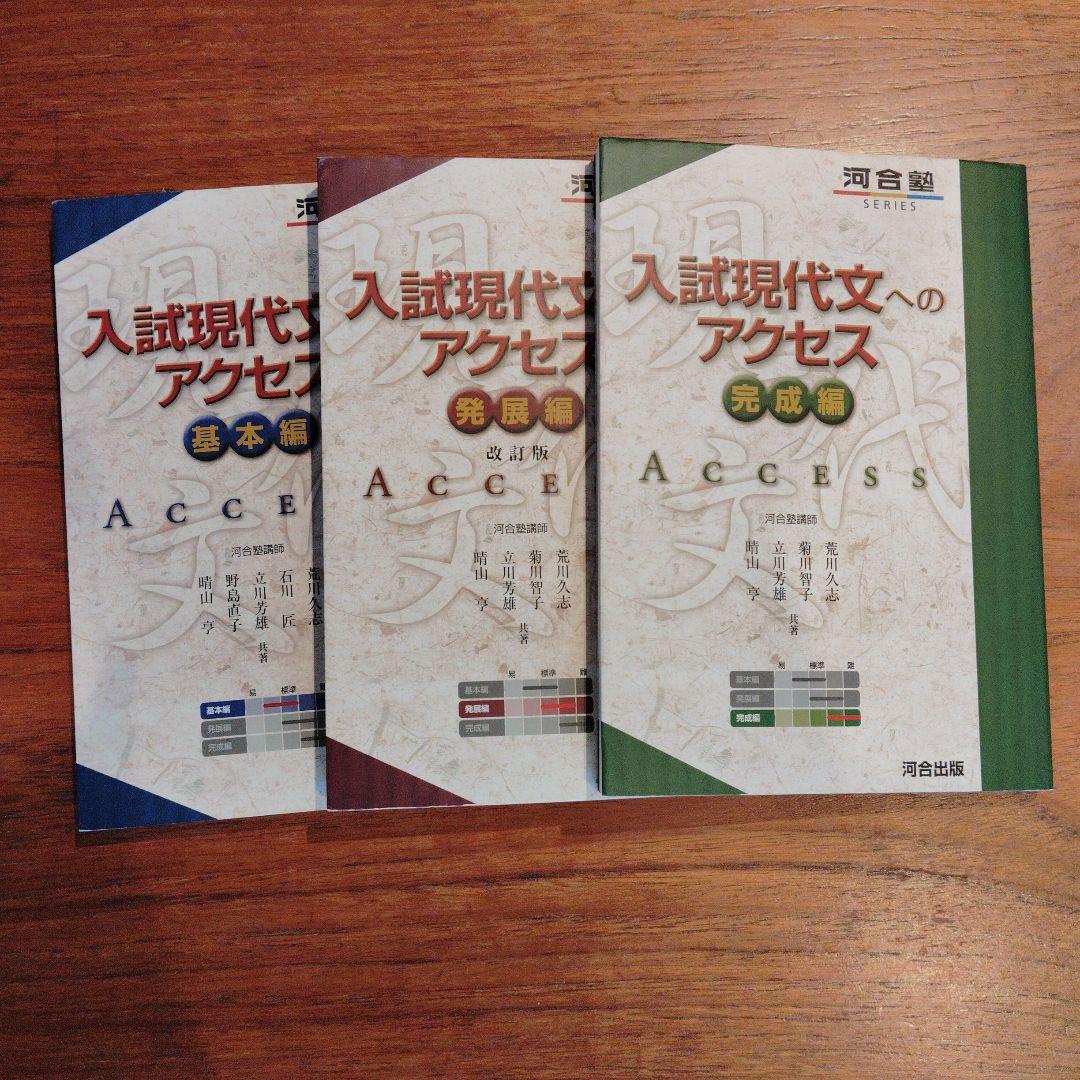 河
入試現代文
アクセス
基本編
ACCE
河合塾講師
荒川久志
石川 匠
立川芳雄
野島直子
晴山 亨
共著
易 標準 難
基本編
発展編
完成編
河
入試現代文
アクセス
発展編
改訂版
ACCE
河合塾講師
荒川久志
菊川智子
立川芳雄
晴山 亨
共著
易 標準 難
基本編
発展編
完成編
河合塾
SERIES
入試現代文への
アクセス
完成編
ACCESS
河合塾講師
荒川久志
菊川智子
立川芳雄
晴山 亨
共著
易 標準 難
基本編
発展編
完成編
河合出版
現代文